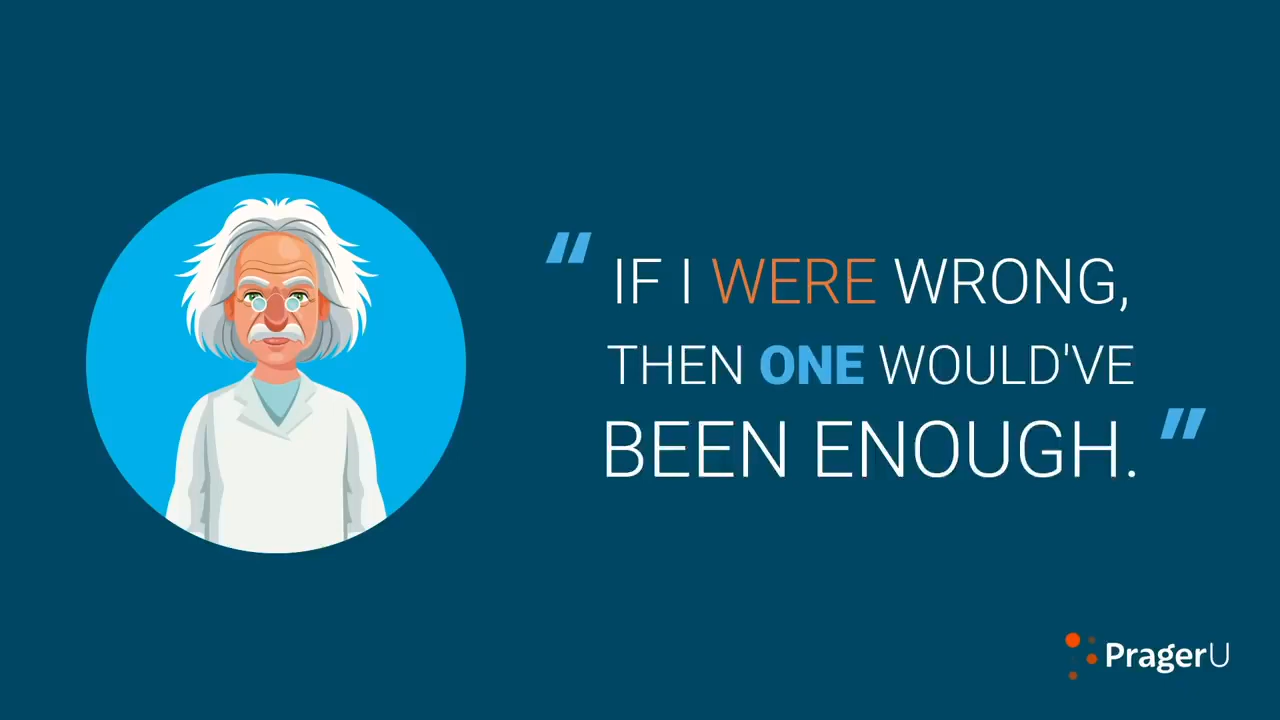 " IF I WERE WRONG,
THEN ONE WOULD'VE
BEEN ENOUGH. "
PragerU